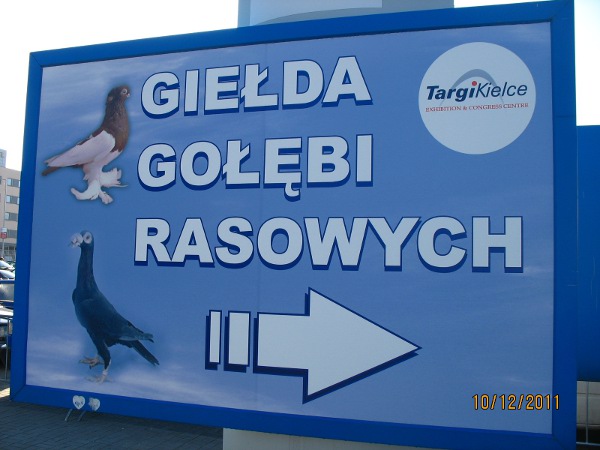 GIEŁDA
GOŁĘBI
RASOWYCH
TargiKielce
EXHIBITION & CONGRESS CENTRE
10/12/2011